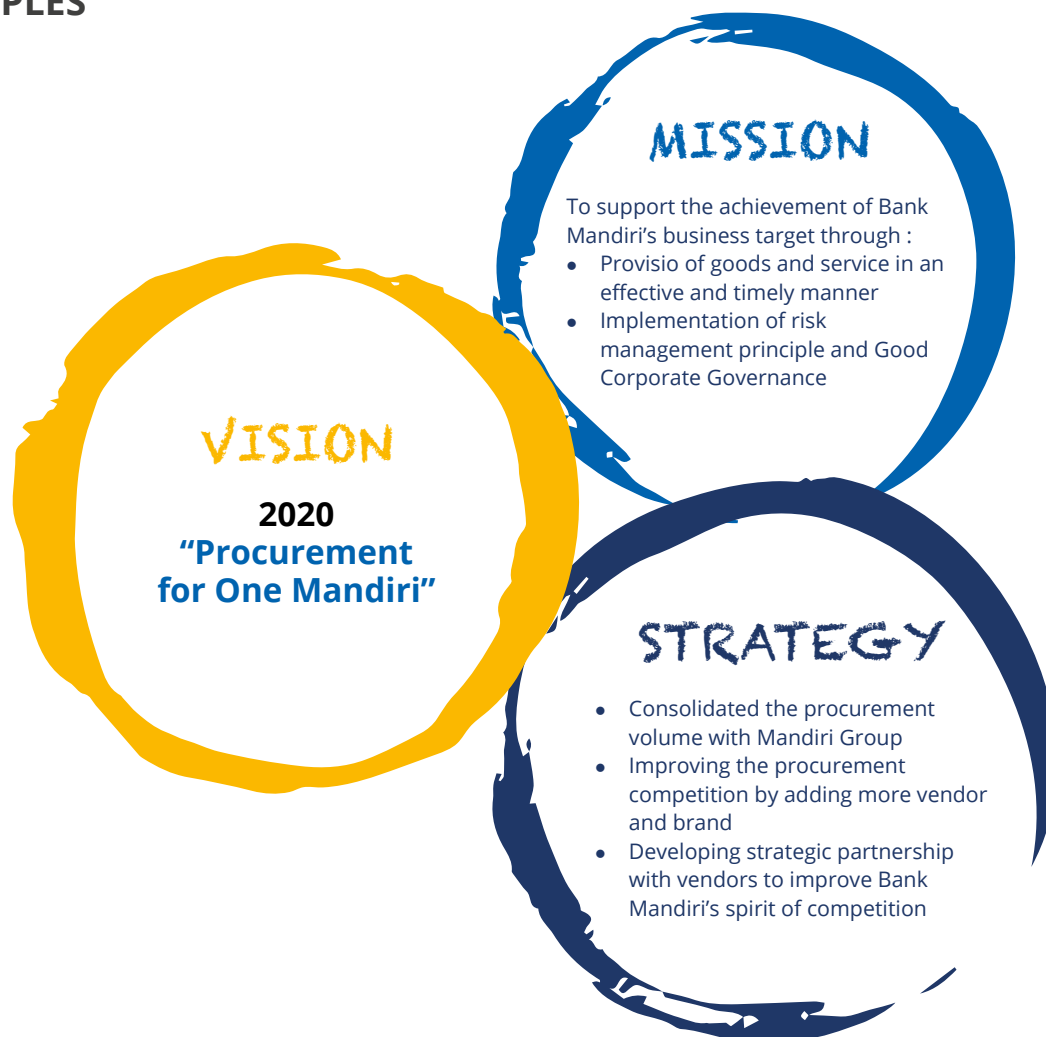 PLES
MISSION
To support the achievement of Bank
Mandiri’s business target through :
● Provisio of goods and service in an
effective and timely manner
● Implementation of risk
management principle and Good
Corporate Governance
VISION
2020
“Procurement
for One Mandiri”
STRATEGY
● Consolidated the procurement
volume with Mandiri Group
● Improving the procurement
competition by adding more vendor
and brand
● Developing strategic partnership
with vendors to improve Bank
Mandiri’s spirit of competition